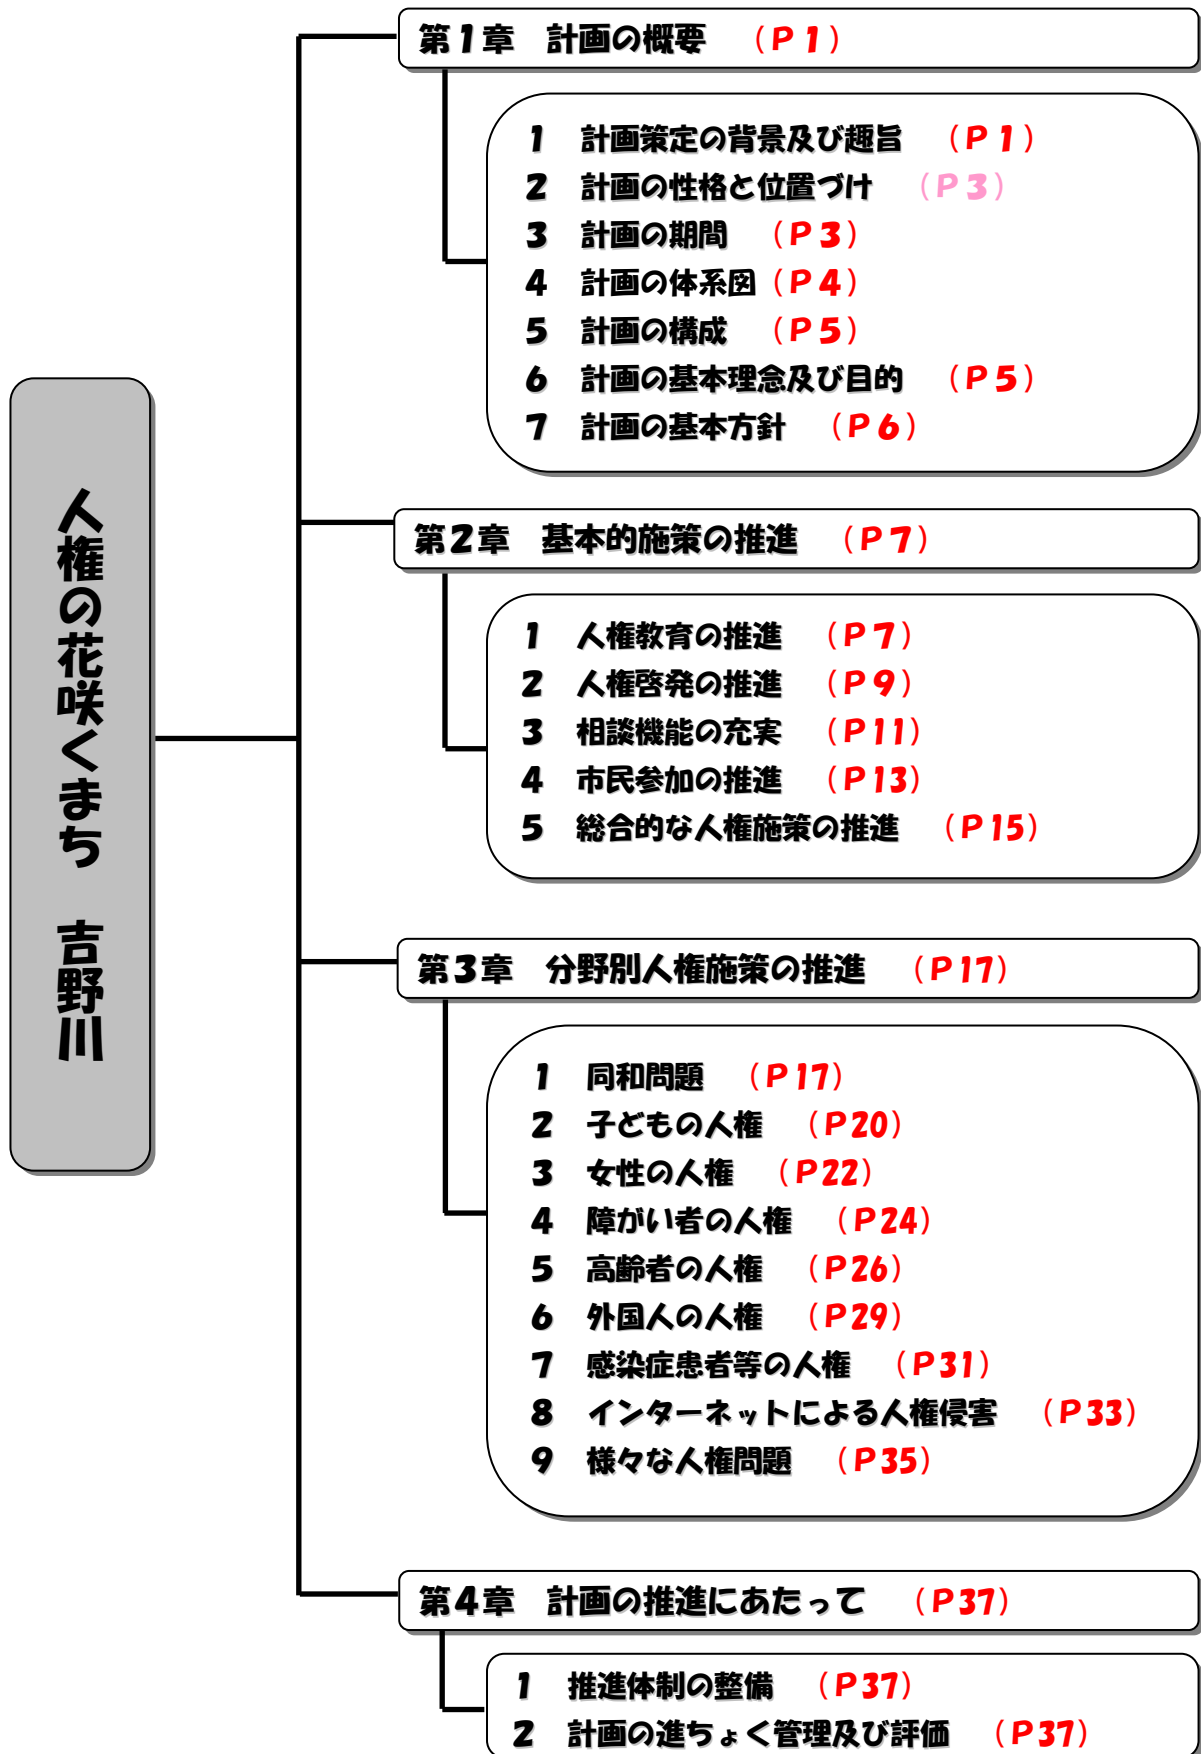 人権の花咲くまち　吉野川
第1章　計画の概要　（P1）
1　計画策定の背景及び趣旨　（P1）
2　計画の性格と位置づけ　（P3）
3　計画の期間　（P3）
4　計画の体系図（P4）
5　計画の構成　（P5）
6　計画の基本理念及び目的　（P5）
7　計画の基本方針　（P6）
第2章　基本的施策の推進　（P7）
1　人権教育の推進　（P7）
2　人権啓発の推進　（P9）
3　相談機能の充実　（P11）
4　市民参加の推進　（P13）
5　総合的な人権施策の推進　（P15）
第3章　分野別人権施策の推進　（P17）
1　同和問題　（P17）
2　子どもの人権　（P20）
3　女性の人権　（P22）
4　障がい者の人権　（P24）
5　高齢者の人権　（P26）
6　外国人の人権　（P29）
7　感染症患者等の人権　（P31）
8　インターネットによる人権侵害　（P33）
9　様々な人権問題　（P35）
第4章　計画の推進にあたって　（P37）
1　推進体制の整備　（P37）
2　計画の進ちょく管理及び評価　（P37）